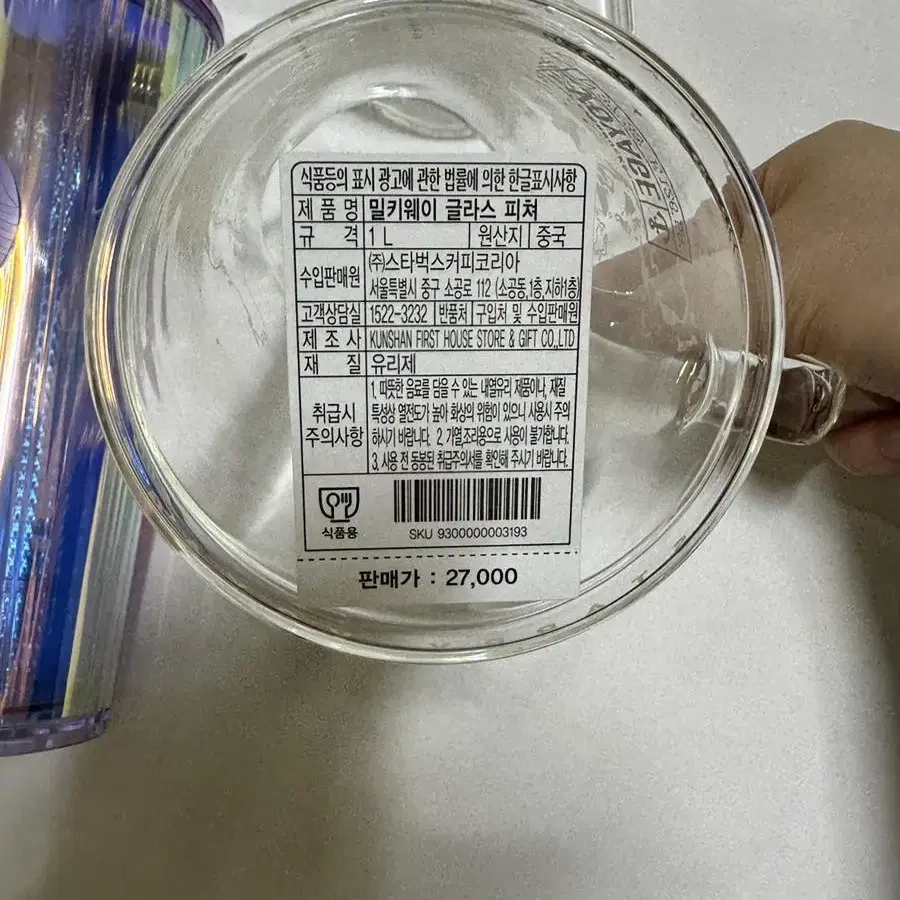 식품등의 표시 광고에 관한 법률에 의한 한글표시사항
제 품 명 밀키웨이 글라스 피쳐
규 격 1 L 원산지 중국
수입판매원 ㈜스타벅스커피코리아
서울특별시 중구 소공로 112 (소공동,1층,지하1층)
고객상담실 1522-3232 반품처 구입처 및 수입판매원
제 조 사 KUNSHAN FIRST HOUSE STORE & GIFT CO.,LTD
재 질 유리제
취급시 주의사항
1. 따뜻한 음료를 담을 수 있는 내열유리 제품이나, 재질
특성상 열전도가 높아 화상의 위험이 있으니 사용시 주의
하시기 바랍니다. 2. 가열조리용으로 사용이 불가합니다.
3. 사용 전 동봉된 취급주의서를 확인해 주시기 바랍니다.
식품용
SKU 9300000003193
판매가 : 27,000